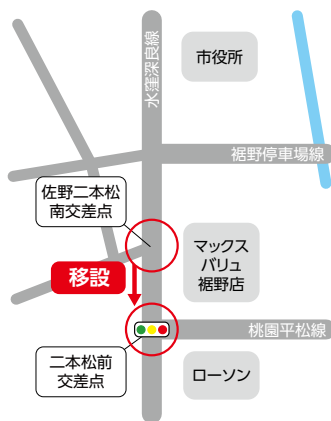 水窪深良線
市役所
裾野停車場線
佐野二本松
南交差点
マックス
バリュ
裾野店
移設
桃園平松線
二本松前
交差点
ローソン